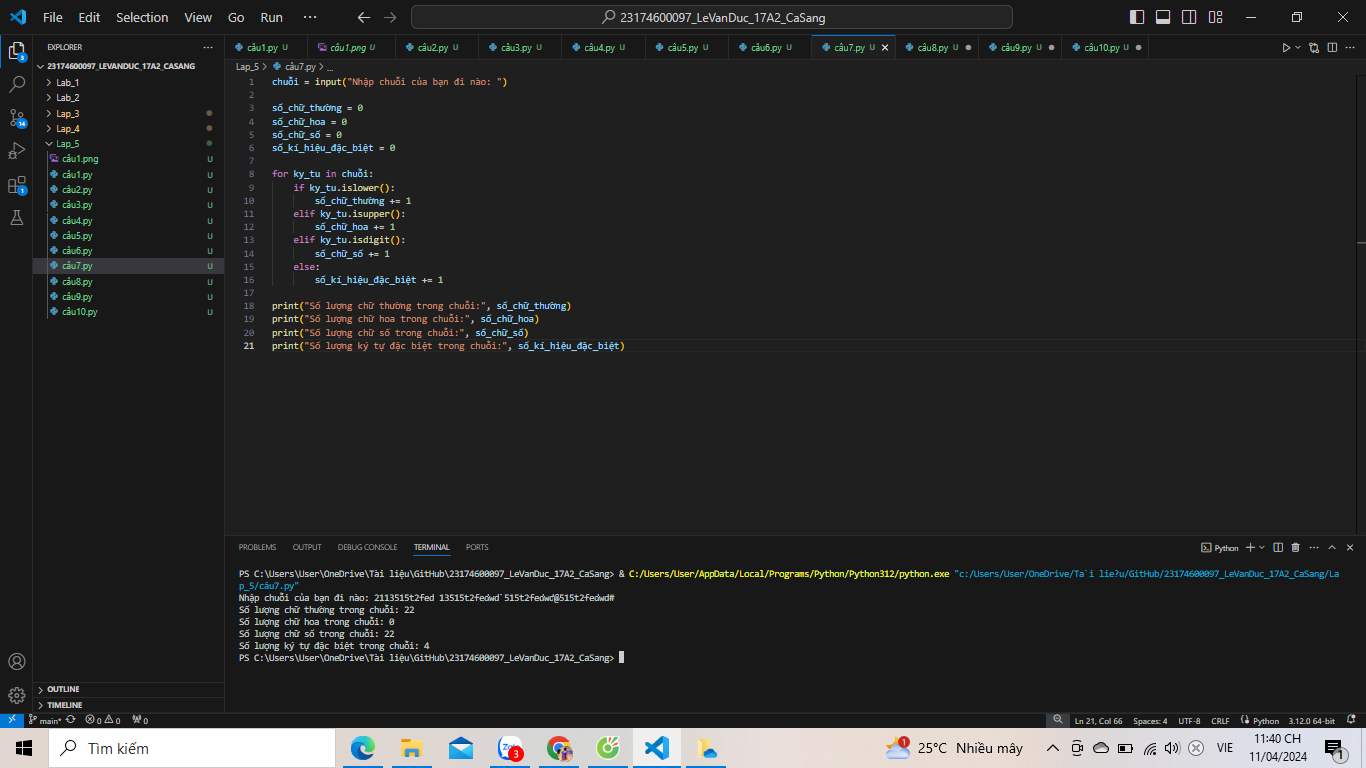 File Edit Selection View Go Run ··· 23174600097_LeVanDuc_17A2_CaSang
EXPLORER ···
23174600097_LEVANDUC_17A2_CASANG
Lab_1
Lab_2
Lap_3
Lap_4
Lap_5
câu1.png U
câu1.py U
câu2.py U
câu3.py U
câu4.py U
câu5.py U
câu6.py U
câu7.py U
câu8.py U
câu9.py U
câu10.py U
OUTLINE
TIMELINE
3
14
1
câu1.py U câu1.png U câu2.py U câu3.py U câu4.py U câu5.py U câu6.py U câu7.py U câu8.py U câu9.py U câu10.py U
Lap_5 > câu7.py > ...
1 chuỗi = input("Nhập chuỗi của bạn đi nào: ")
2
3 số_chữ_thường = 0
4 số_chữ_hoa = 0
5 số_chữ_số = 0
6 số_kí_hiệu_đặc_biệt = 0
7
8 for ky_tu in chuỗi:
9 if ky_tu.islower():
10 số_chữ_thường += 1
11 elif ky_tu.isupper():
12 số_chữ_hoa += 1
13 elif ky_tu.isdigit():
14 số_chữ_số += 1
15 else:
16 số_kí_hiệu_đặc_biệt += 1
17
18 print("Số lượng chữ thường trong chuỗi:", số_chữ_thường)
19 print("Số lượng chữ hoa trong chuỗi:", số_chữ_hoa)
20 print("Số lượng chữ số trong chuỗi:", số_chữ_số)
21 print("Số lượng ký tự đặc biệt trong chuỗi:", số_kí_hiệu_đặc_biệt)
PROBLEMS OUTPUT DEBUG CONSOLE TERMINAL PORTS Python
PS C:\Users\User\OneDrive\Tài liệu\GitHub\23174600097_LeVanDuc_17A2_CaSang> & C:/Users/User/AppData/Local/Programs/Python/Python312/python.exe "c:/Users/User/OneDrive/Ta`i lie?u/GitHub/23174600097_LeVanDuc_17A2_CaSang/La
p_5/câu7.py"
Nhập chuỗi của bạn đi nào: 2113515t2fed 13515t2fedwd`515t2fedwd@515t2fedwd#
Số lượng chữ thường trong chuỗi: 22
Số lượng chữ hoa trong chuỗi: 0
Số lượng chữ số trong chuỗi: 22
Số lượng ký tự đặc biệt trong chuỗi: 4
PS C:\Users\User\OneDrive\Tài liệu\GitHub\23174600097_LeVanDuc_17A2_CaSang>
main* 0 0 0 Ln 21, Col 66 Spaces: 4 UTF-8 CRLF Python 3.12.0 64-bit
Tìm kiếm 3 1 25°C Nhiều mây VIE 11:40 CH
11/04/2024 1